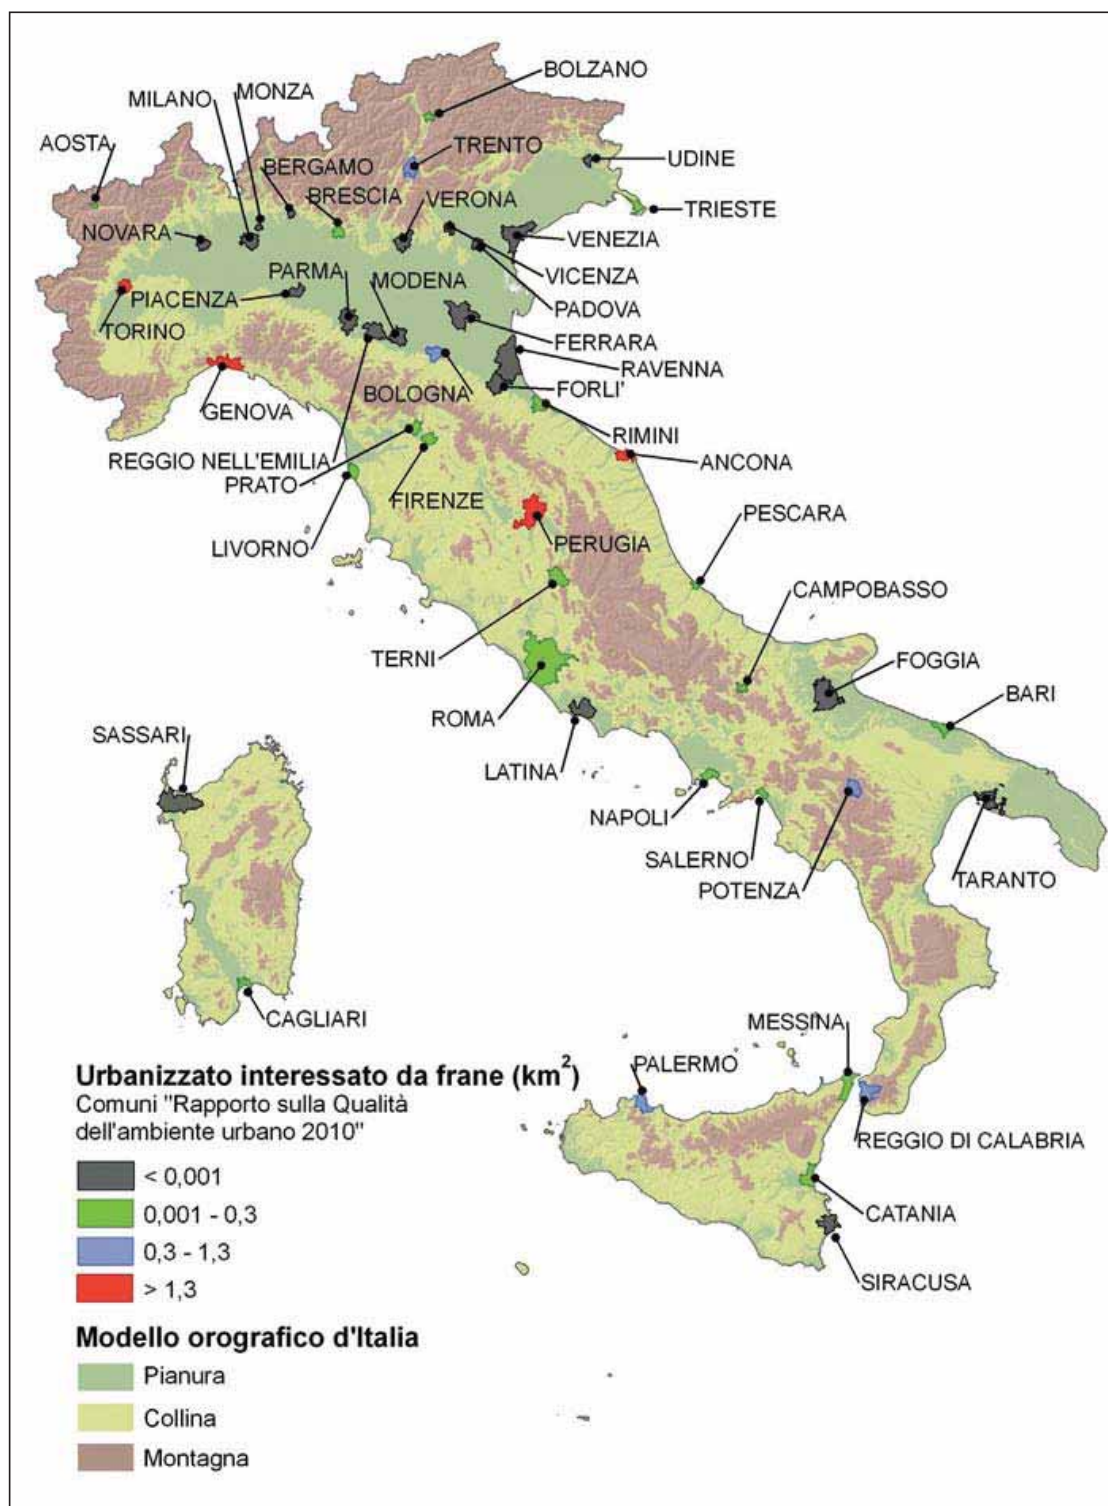 BOLZANO
MONZA
MILANO
AOSTA
TRENTO
UDINE
BERGAMO
BRESCIA
VERONA
TRIESTE
NOVARA
VENEZIA
PARMA
MODENA
VICENZA
PIACENZA
PADOVA
TORINO
FERRARA
RAVENNA
BOLOGNA
FORLI'
GENOVA
RIMINI
REGGIO NELL'EMILIA
ANCONA
PRATO
FIRENZE
PESCARA
LIVORNO
PERUGIA
CAMPOBASSO
TERNI
FOGGIA
BARI
ROMA
SASSARI
LATINA
NAPOLI
SALERNO
POTENZA
TARANTO
CAGLIARI
MESSINA
PALERMO
REGGIO DI CALABRIA
CATANIA
SIRACUSA
Urbanizzato interessato da frane (km²)
Comuni "Rapporto sulla Qualità
dell'ambiente urbano 2010"
< 0,001
0,001 - 0,3
0,3 - 1,3
> 1,3
Modello orografico d'Italia
Pianura
Collina
Montagna